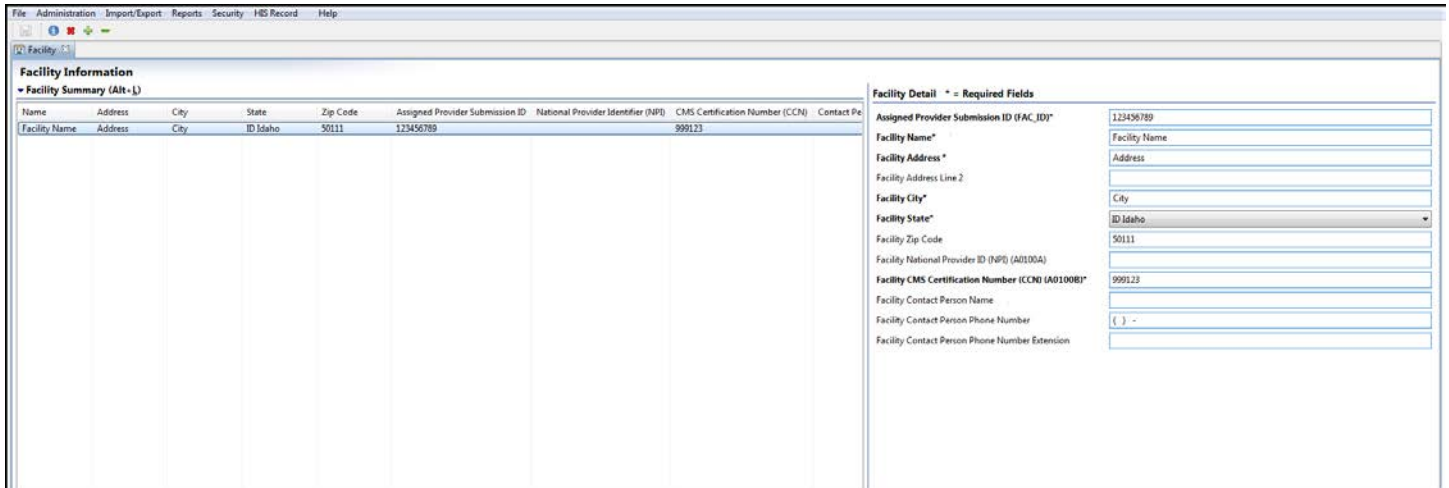 File Administration Import/Export Reports Security HIS Record Help
Facility
Facility Information
Facility Summary (Alt+L)
Name Address City State Zip Code Assigned Provider Submission ID National Provider Identifier (NPI) CMS Certification Number (CCN) Contact Pe
Facility Name Address City ID Idaho 50111 123456789 999123
Facility Detail * = Required Fields
Assigned Provider Submission ID (FAC_ID)* 123456789
Facility Name* Facility Name
Facility Address * Address
Facility Address Line 2
Facility City* City
Facility State* ID Idaho
Facility Zip Code 50111
Facility National Provider ID (NPI) (A0100A)
Facility CMS Certification Number (CCN) (A0100B)* 999123
Facility Contact Person Name
Facility Contact Person Phone Number ( ) -
Facility Contact Person Phone Number Extension